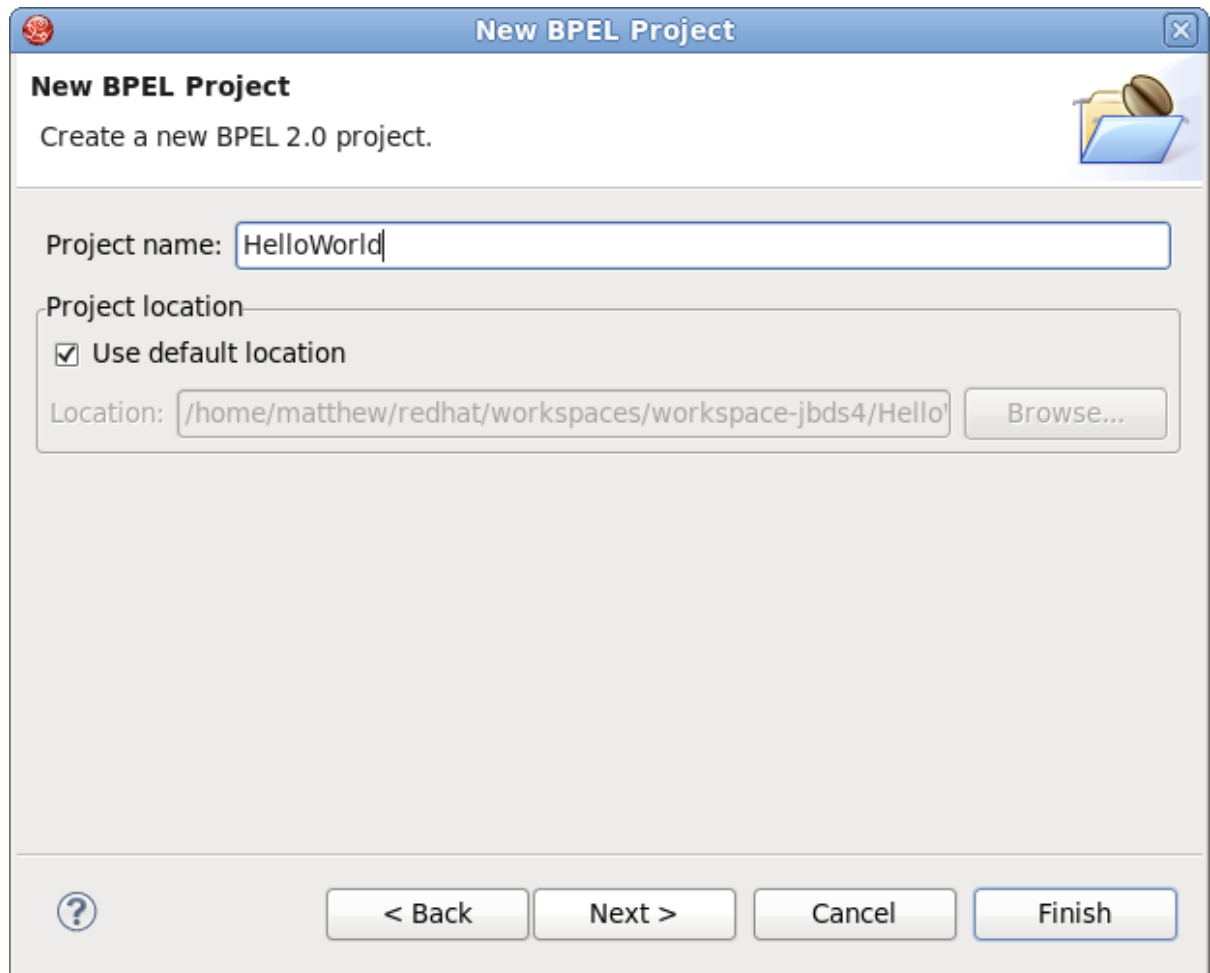 New BPEL Project
New BPEL Project
Create a new BPEL 2.0 project.
Project name: HelloWorld
Project location
Use default location
Location: /home/matthew/redhat/workspaces/workspace-jbds4/Hello Browse...
? < Back Next > Cancel Finish